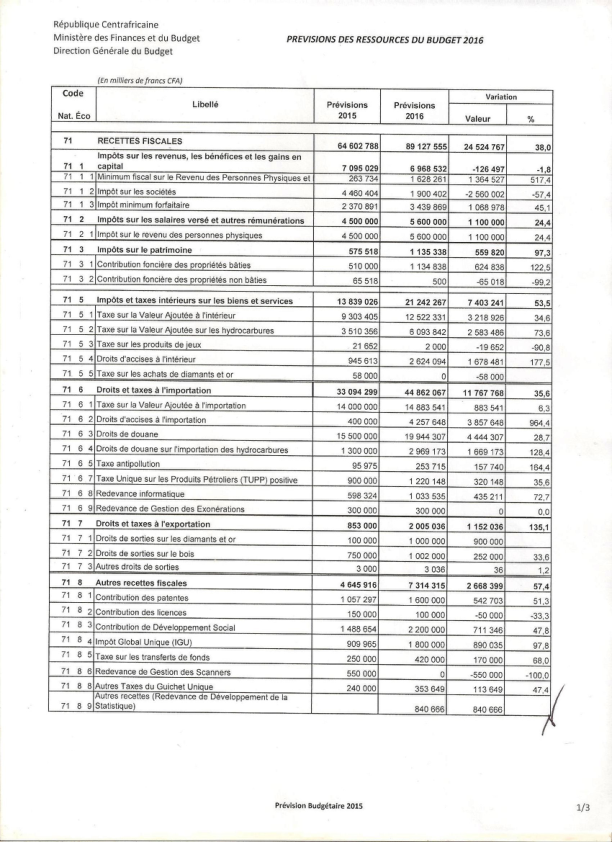 République Centrafricaine
Ministère des Finances et du Budget
Direction Générale du Budget
PREVISIONS DES RESSOURCES DU BUDGET 2016
(En milliers de francs CFA)
Code Nat. Éco Libellé Prévisions 2015 Prévisions 2016 Variation Valeur %
71 RECETTES FISCALES 64 602 788 89 127 555 24 524 767 38,0
71 1 Impôts sur les revenus, les bénéfices et les gains en capital 7 095 029 6 968 532 -126 497 -1,8
71 1 1 Minimum fiscal sur le Revenu des Personnes Physiques et 263 734 1 628 261 1 364 527 517,4
71 1 2 Impôt sur les sociétés 4 460 404 1 900 402 -2 560 002 -57,4
71 1 3 Impôt minimum forfaitaire 2 370 891 3 439 869 1 068 978 45,1
71 2 Impôts sur les salaires versé et autres rémunérations 4 500 000 5 600 000 1 100 000 24,4
71 2 1 Impôt sur le revenu des personnes physiques 4 500 000 5 600 000 1 100 000 24,4
71 3 Impôts sur le patrimoine 575 518 1 135 338 559 820 97,3
71 3 1 Contribution foncière des propriétés bâties 510 000 1 134 838 624 838 122,5
71 3 2 Contribution foncière des propriétés non bâties 65 518 500 -65 018 -99,2
71 5 Impôts et taxes intérieurs sur les biens et services 13 839 026 21 242 267 7 403 241 53,5
71 5 1 Taxe sur la Valeur Ajoutée à l'intérieur 9 303 405 12 522 331 3 218 926 34,6
71 5 2 Taxe sur la Valeur Ajoutée sur les hydrocarbures 3 510 356 6 093 842 2 583 486 73,6
71 5 3 Taxe sur les produits de jeux 21 652 2 000 -19 652 -90,8
71 5 4 Droits d'accises à l'intérieur 945 613 2 624 094 1 678 481 177,5
71 5 5 Taxe sur les achats de diamants et or 58 000 0 -58 000
71 6 Droits et taxes à l'importation 33 094 299 44 862 067 11 767 768 35,6
71 6 1 Taxe sur la Valeur Ajoutée à l'importation 14 000 000 14 883 541 883 541 6,3
71 6 2 Droits d'accises à l'importation 400 000 4 257 648 3 857 648 964,4
71 6 3 Droits de douane 15 500 000 19 944 307 4 444 307 28,7
71 6 4 Droits de douane sur l'importation des hydrocarbures 1 300 000 2 969 173 1 669 173 128,4
71 6 5 Taxe antipollution 95 975 253 715 157 740 164,4
71 6 7 Taxe Unique sur les Produits Pétroliers (TUPP) positive 900 000 1 220 148 320 148 35,6
71 6 8 Redevance informatique 598 324 1 033 535 435 211 72,7
71 6 9 Redevance de Gestion des Exonérations 300 000 300 000 0 0,0
71 7 Droits et taxes à l'exportation 853 000 2 005 036 1 152 036 135,1
71 7 1 Droits de sorties sur les diamants et or 100 000 1 000 000 900 000
71 7 2 Droits de sorties sur le bois 750 000 1 002 000 252 000 33,6
71 7 3 Autres droits de sorties 3 000 3 036 36 1,2
71 8 Autres recettes fiscales 4 645 916 7 314 315 2 668 399 57,4
71 8 1 Contribution des patentes 1 057 297 1 600 000 542 703 51,3
71 8 2 Contribution des licences 150 000 100 000 -50 000 -33,3
71 8 3 Contribution de Développement Social 1 488 654 2 200 000 711 346 47,8
71 8 4 Impôt Global Unique (IGU) 909 965 1 800 000 890 035 97,8
71 8 5 Taxe sur les transferts de fonds 250 000 420 000 170 000 68,0
71 8 6 Redevance de Gestion des Scanners 550 000 0 -550 000 -100,0
71 8 8 Autres Taxes du Guichet Unique 240 000 353 649 113 649 47,4
71 8 9 Autres recettes (Redevance de Développement de la Statistique) 840 666 840 666
Prévision Budgétaire 2015
1/3